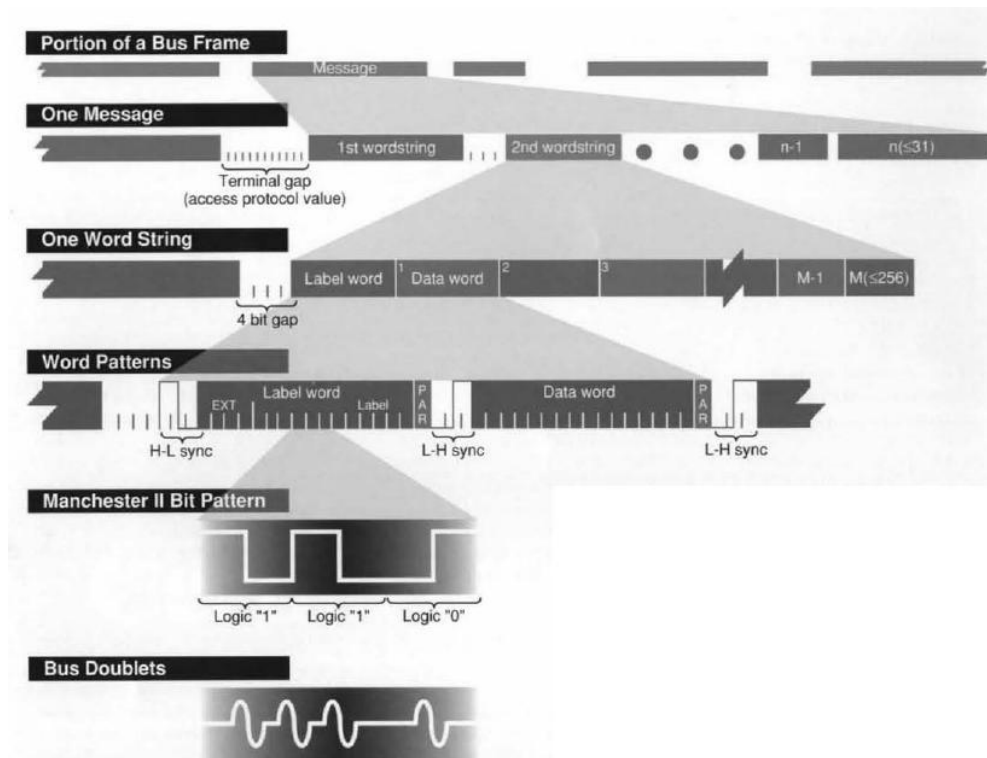 Portion of a Bus Frame
Message
One Message
1st wordstring
2nd wordstring
n-1
n(≤31)
Terminal gap
(access protocol value)
One Word String
Label word
1
Data word
2
3
M-1
M(≤256)
4 bit gap
Word Patterns
Label word
EXT
Label
PAR
Data word
PAR
H-L sync
L-H sync
L-H sync
Manchester II Bit Pattern
Logic "1"
Logic "1"
Logic "0"
Bus Doublets